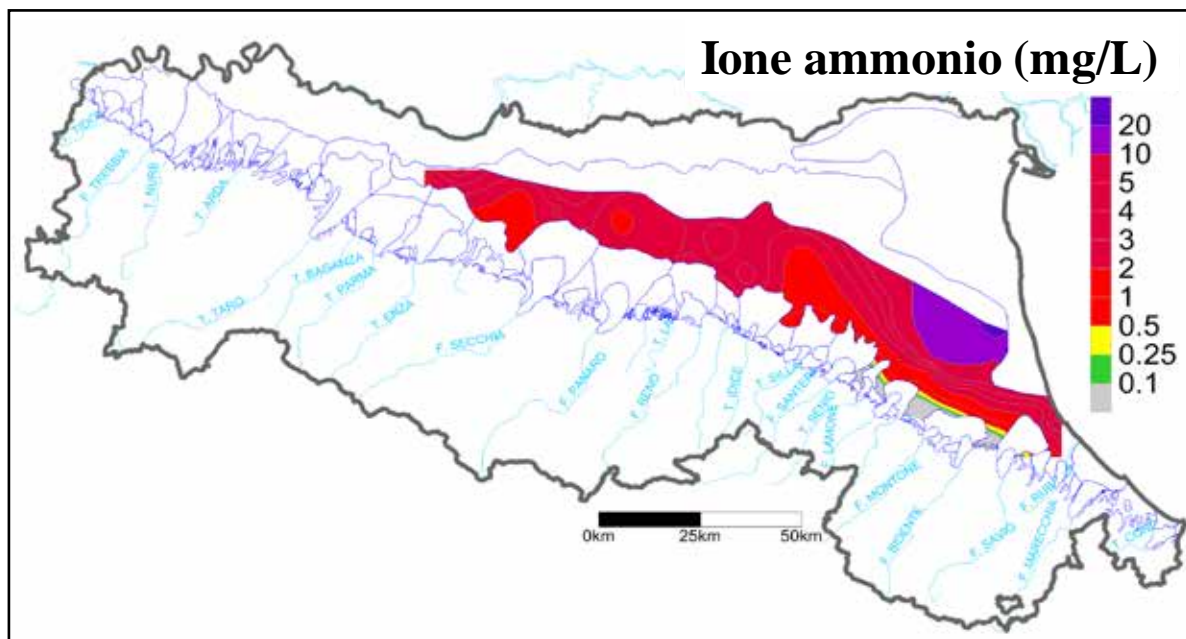 Ione ammonio (mg/L)
20
10
5
4
3
2
1
0.5
0.25
0.1
F. TREBBIA
T. NURE
T. ARDA
T. TARO
T. BAGANZA
T. PARMA
T. ENZA
F. SECCHIA
F. PANARO
F. RENO
T. IDICE
T. SILLARO
F. SANTERNO
T. SENIO
F. LAMONE
F. MONTONE
F. BIDENTE
F. SAVIO
F. MARECCHIA
0km
25km
50km